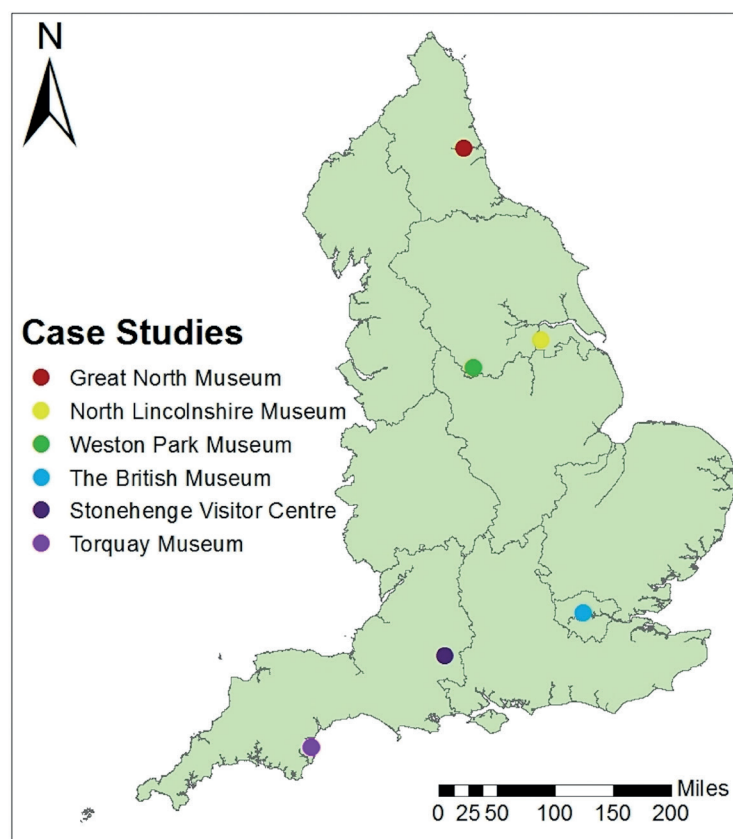 N
Case Studies
Great North Museum
North Lincolnshire Museum
Weston Park Museum
The British Museum
Stonehenge Visitor Centre
Torquay Museum
Miles
0 25 50 100 150 200